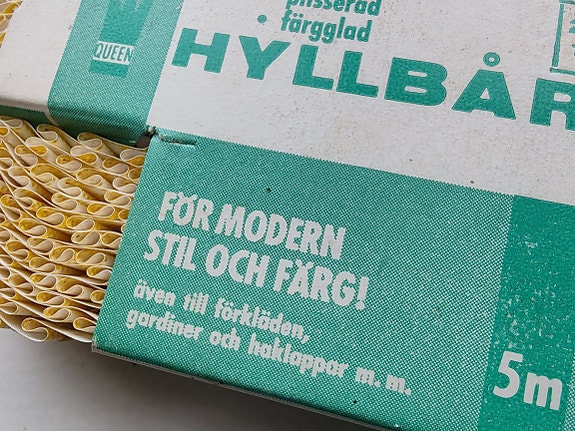 plisserad
färgglad
QUEEN
HYLLBÅR
FÖR MODERN
STIL OCH FÄRG!
även till förkläden,
gardiner och haklappar m. m.
5m